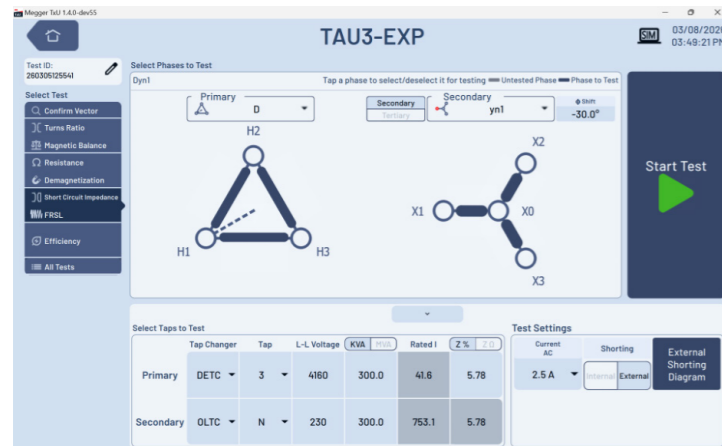 Megger TxU 1.4.0-dev55
TAU3-EXP
SIM
03:49:21
Test ID:
260305125541
Select Test
Confirm Vector
Turns Ratio
Magnetic Balance
Resistance
Demagnetization
Short Circuit Impedance
FRSL
Efficiency
All Tests
Select Phases to Test
Dyn1
Tap a phase to select/deselect it for testing Untested Phase Phase to Test
Primary
D
Secondary
Tertiary
Secondary
yn1
ϕ Shift
-30.0°
H2
H1
H3
X2
X1
X0
X3
Start Test
Select Taps to Test
Tap Changer Tap L-L Voltage KVA MVA Rated I Z % Z Ω
Primary DETC 3 4160 300.0 41.6 5.78
Secondary OLTC N 230 300.0 753.1 5.78
Test Settings
Current
AC
2.5 A
Shorting
Internal External
External
Shorting
Diagram